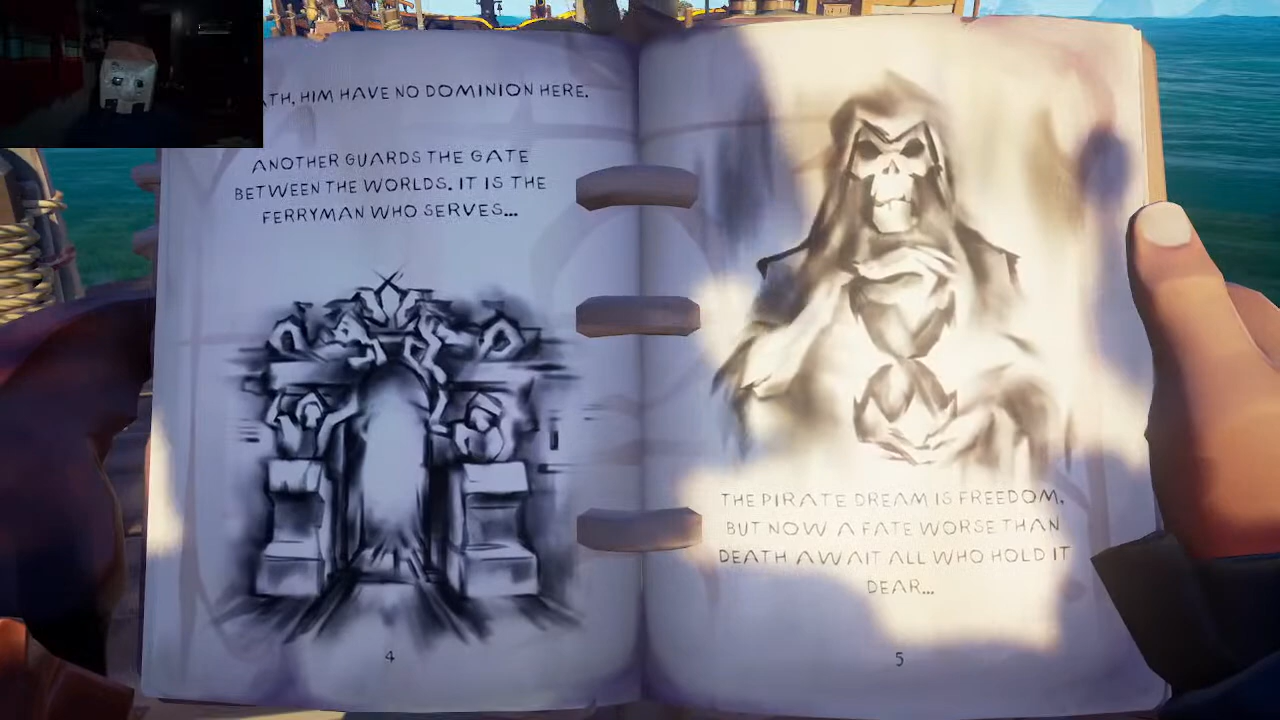 HIM HAVE NO DOMINION HERE.
ANOTHER GUARDS THE GATE
BETWEEN THE WORLDS. IT IS THE
FERRYMAN WHO SERVES...
4
THE PIRATE DREAM IS FREEDOM,
BUT NOW A FATE WORSE THAN
DEATH AWAIT ALL WHO HOLD IT
DEAR...
5